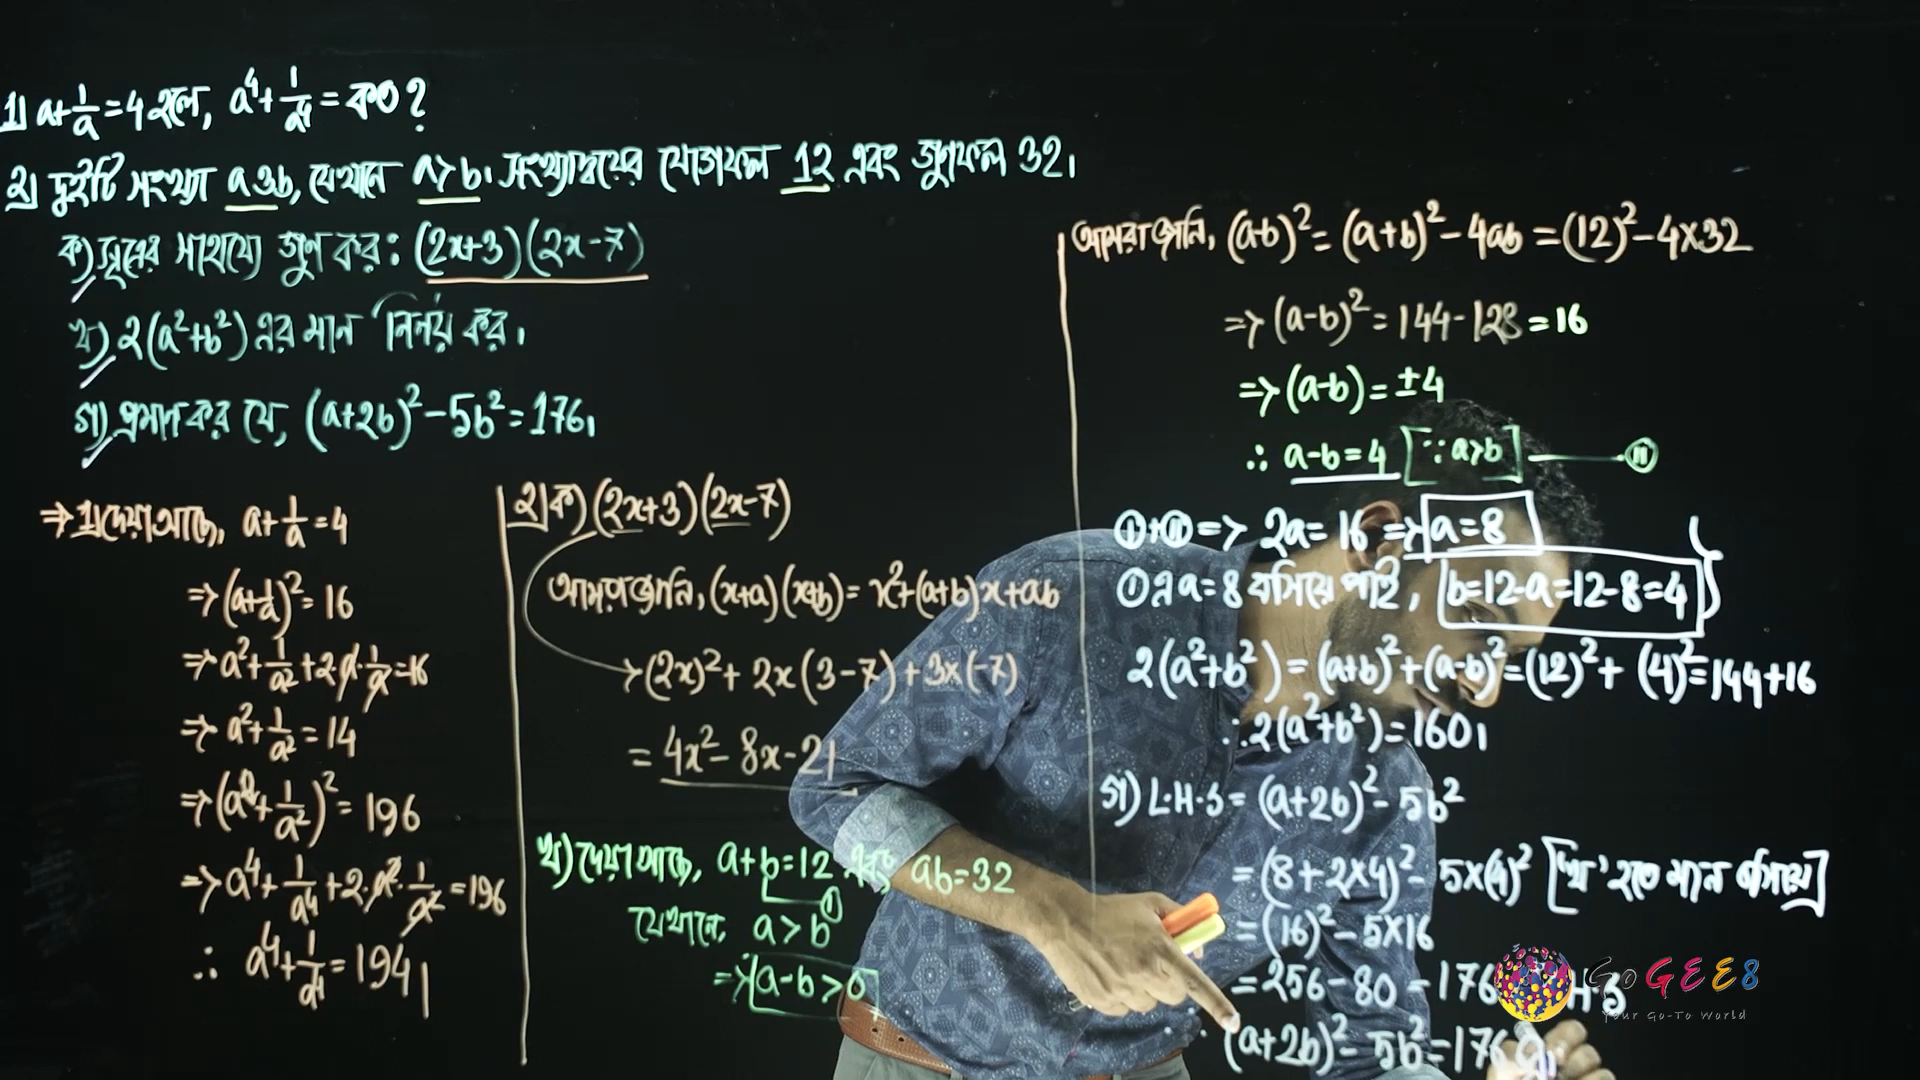 1) a+1/a=4 হলে, a⁴+1/a⁴=কত?
২) দুইটি সংখ্যা a ও b, যেখানে a>b। সংখ্যাদ্বয়ের যোগফল 12 এবং গুণফল 32।
ক) সূত্রের সাহায্যে গুণ কর: (2x+3)(2x-7)
খ) 2(a²+b²) এর মান নির্ণয় কর।
গ) প্রমাণ কর যে, (a+2b)²-5b²=176।
⇒ 1) দেয়া আছে, a+1/a=4
=>(a+1/a)²=16
=>a²+1/a²+2·a·1/a=16
=>a²+1/a²=14
=>(a²+1/a²)²=196
=>a⁴+1/a⁴+2·a²·1/a²=196
∴ a⁴+1/a⁴=194।
২) ক) (2x+3)(2x-7)
আমরা জানি, (x+a)(x+b)=x²+(a+b)x+ab
→(2x)²+2x(3-7)+3x(-7)
=4x²-8x-21
খ) দেয়া আছে, a+b=12 এবং ab=32
(i)
যেখানে, a>b
=>a-b>0
আমরা জানি, (a-b)²=(a+b)²-4ab=(12)²-4×32
=>(a-b)²=144-128=16
=>(a-b)=±4
∴ a-b=4 [∵a>b] — (ii)
(i)+(ii)=> 2a=16 => a=8
(i) এ a=8 বসিয়ে পাই, b=12-a=12-8=4
2(a²+b²)=(a+b)²+(a-b)²=(12)²+(4)²=144+16
∴2(a²+b²)=160।
গ) L.H.S=(a+2b)²-5b²
=(8+2×4)²-5×(4)² ['খ' হতে মান বসিয়ে]
=(16)²-5×16
=256-80=176
H.S
(a+2b)²-5b²=176
GoGEE8
Your Go-To World